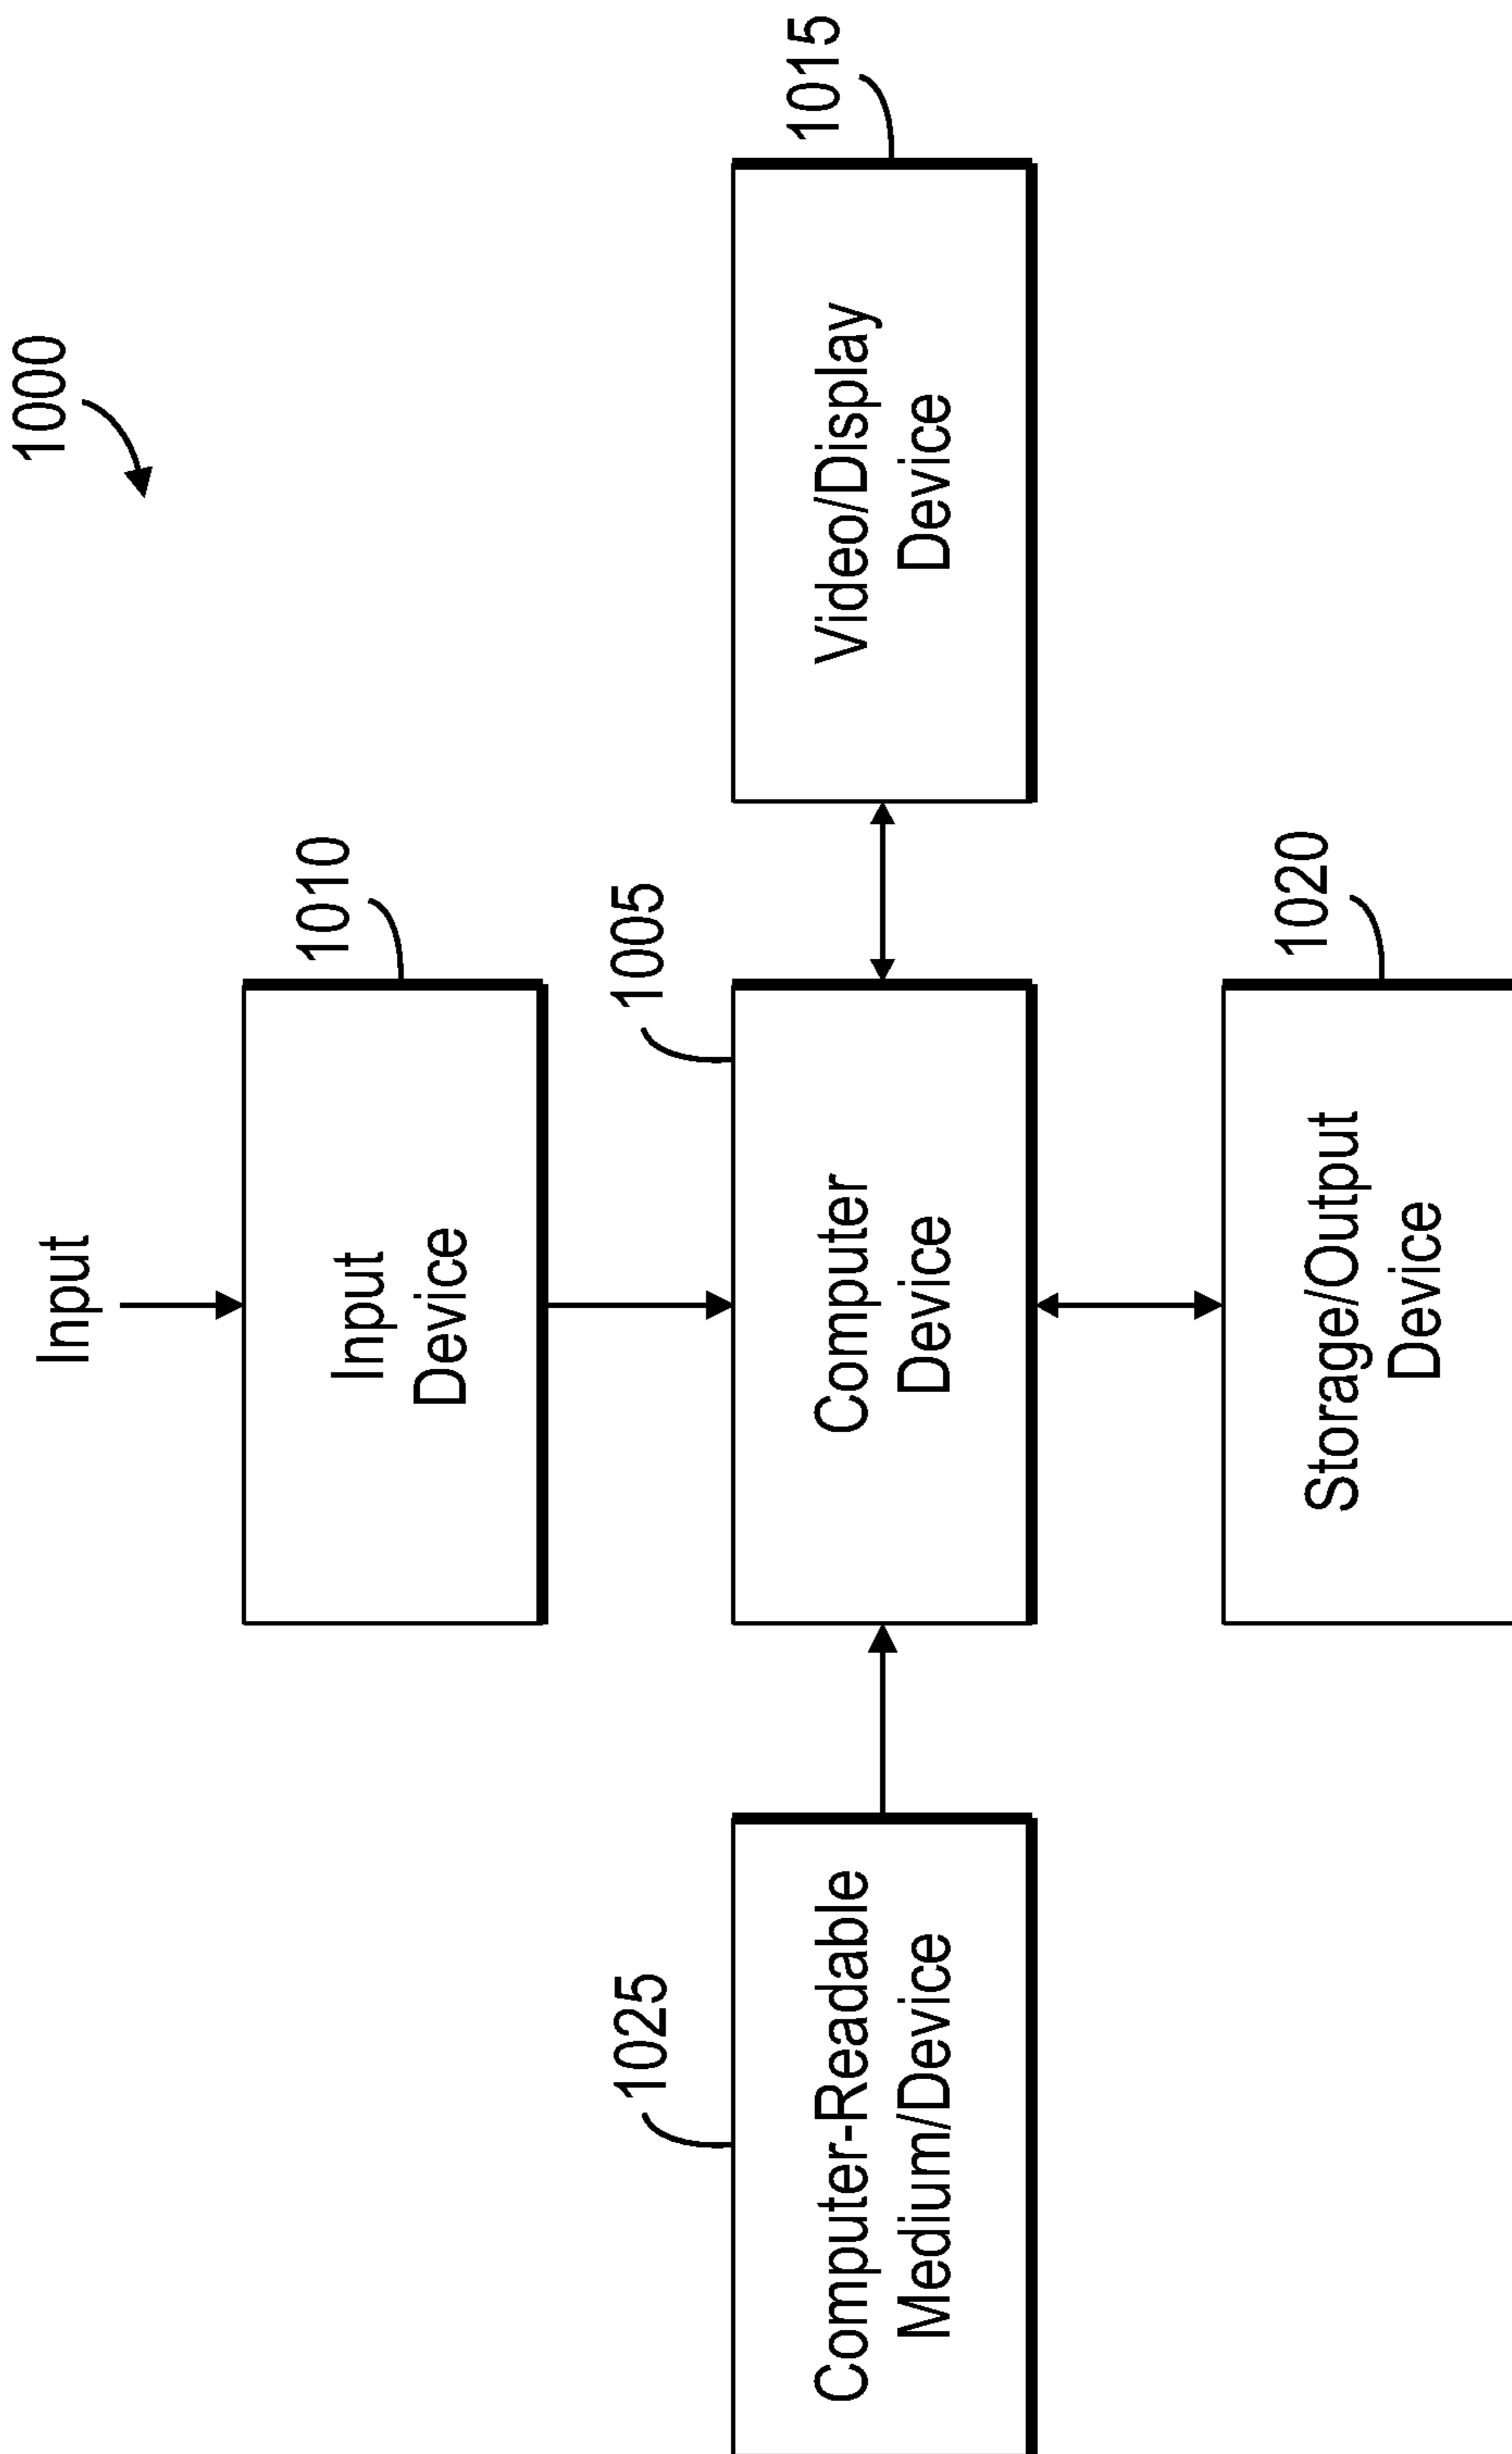 1000
Input
1010
Input
Device
1025
1005
1015
Computer-Readable
Medium/Device
Computer
Device
Video/Display
Device
1020
Storage/Output
Device